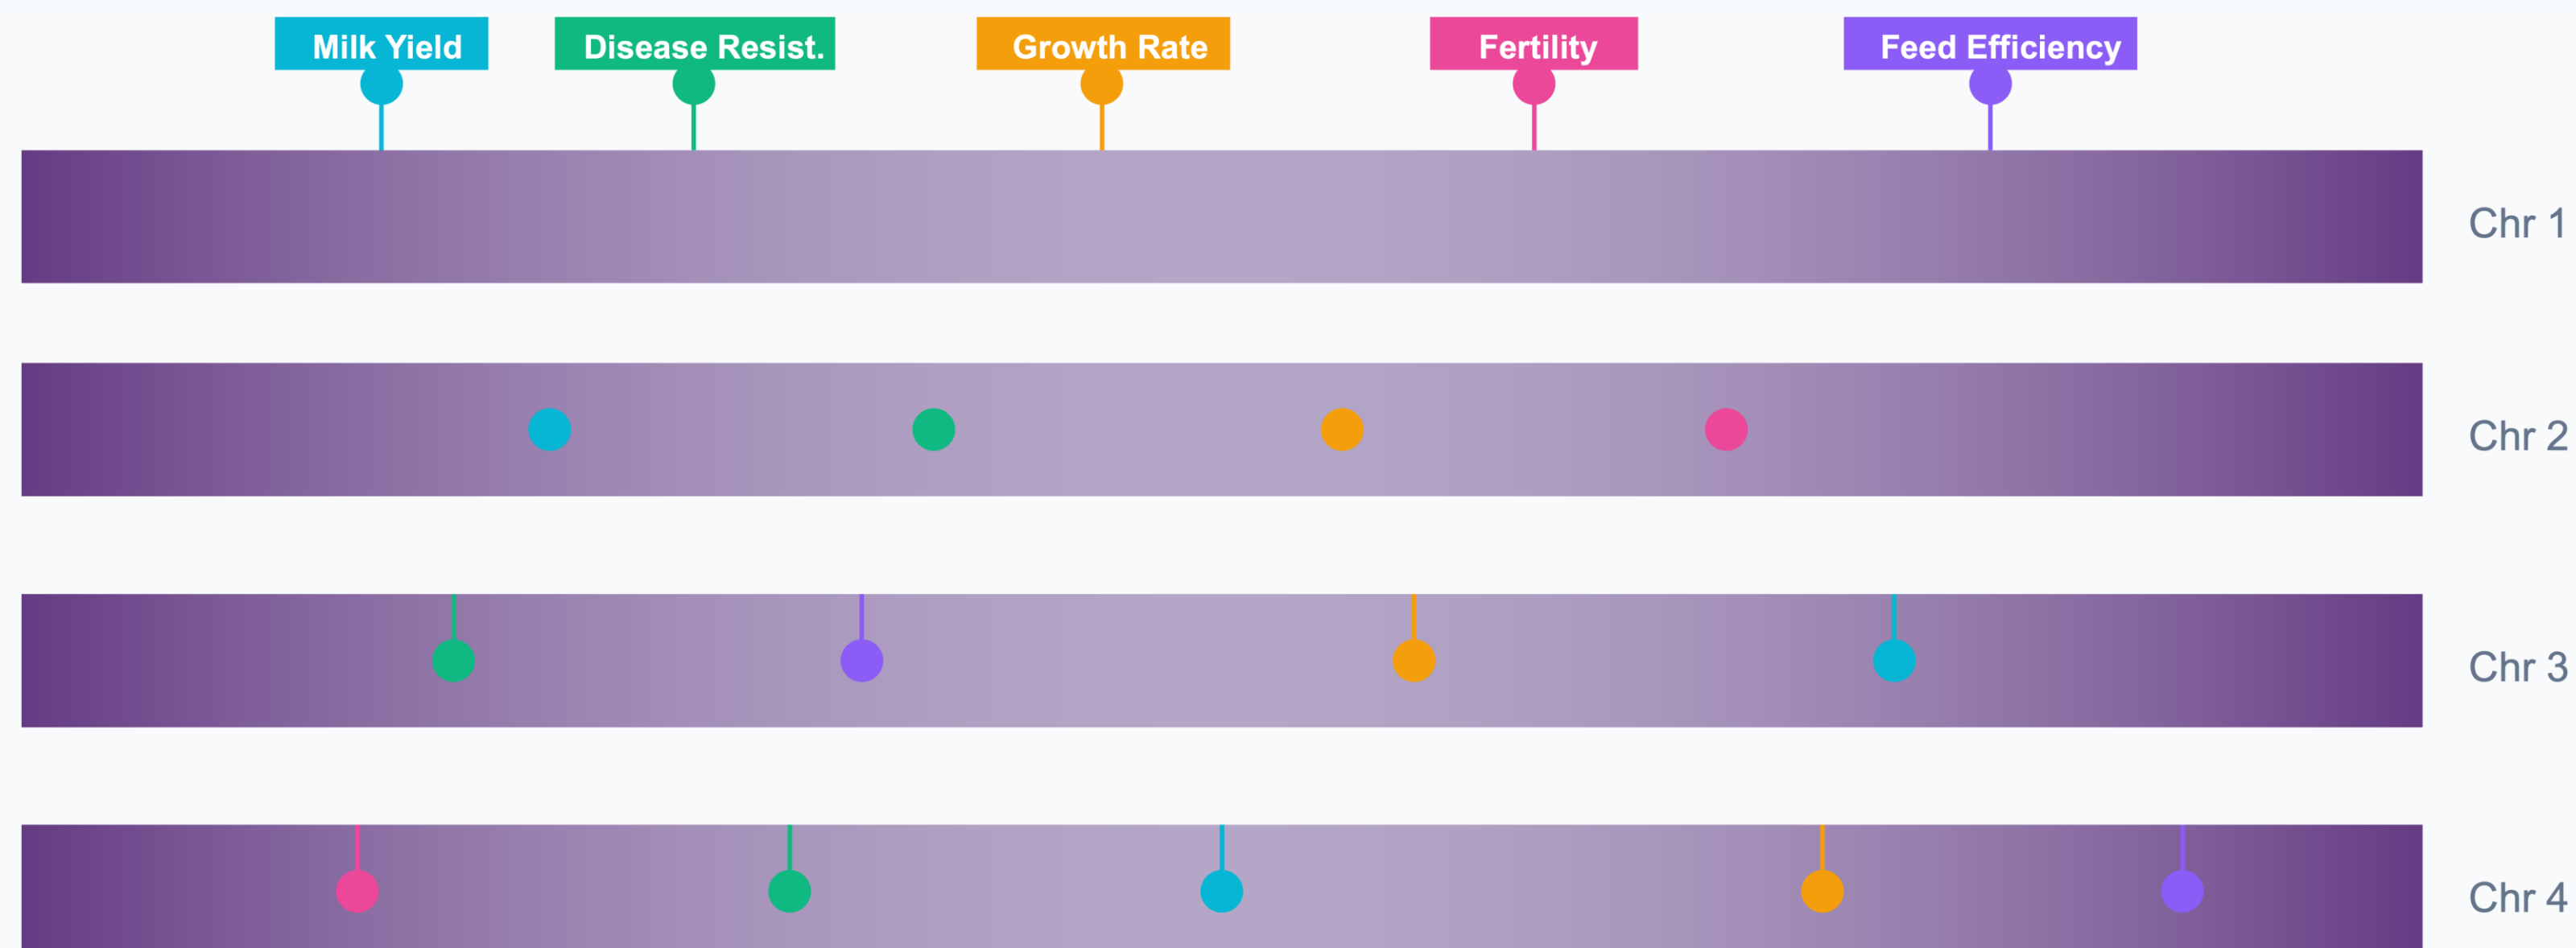 Milk Yield
Disease Resist.
Growth Rate
Fertility
Feed Efficiency
Chr 1
Chr 2
Chr 3
Chr 4